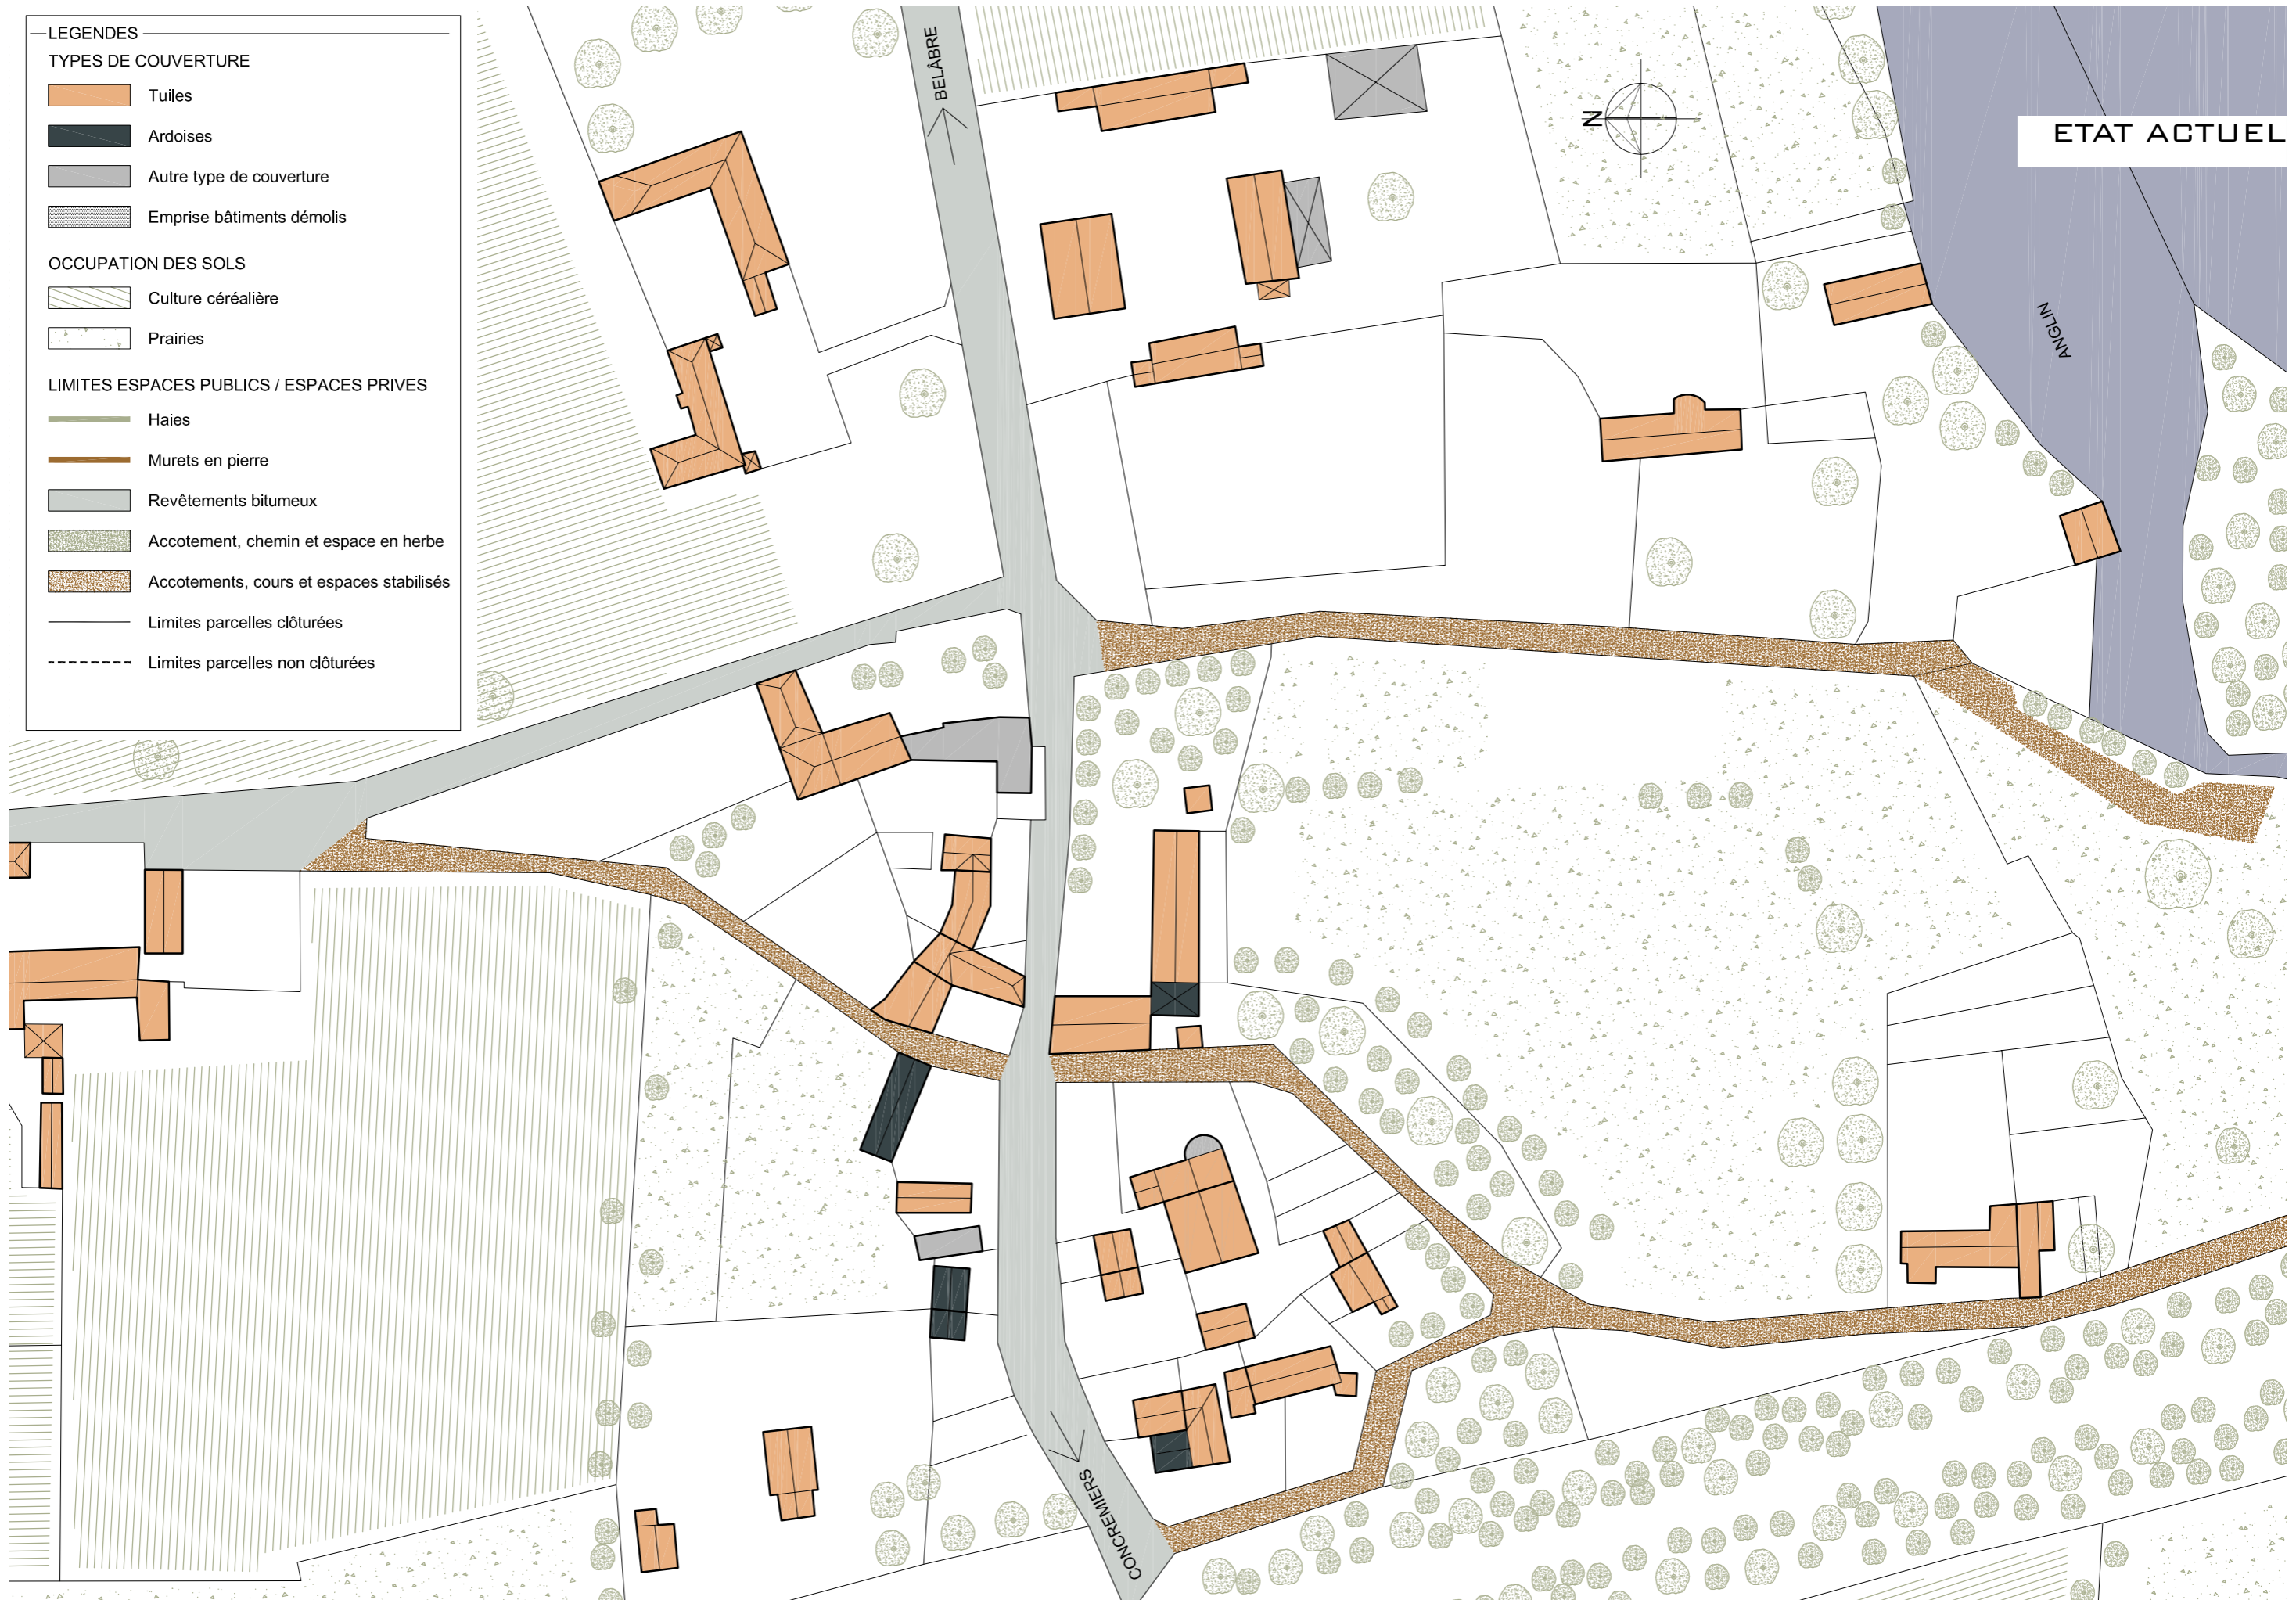 LEGENDES
TYPES DE COUVERTURE
Tuiles
Ardoises
Autre type de couverture
Emprise bâtiments démolis
OCCUPATION DES SOLS
Culture céréalière
Prairies
LIMITES ESPACES PUBLICS / ESPACES PRIVES
Haies
Murets en pierre
Revêtements bitumeux
Accotement, chemin et espace en herbe
Accotements, cours et espaces stabilisés
Limites parcelles clôturées
Limites parcelles non clôturées
BELÂBRE
N
ETAT ACTUEL
ANGLIN
CONCREMIERS